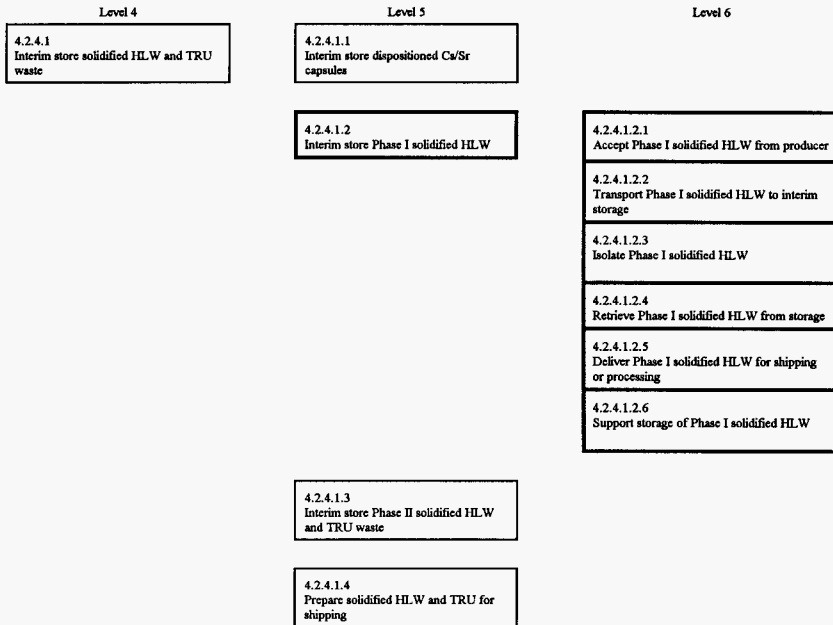 Level 4
Level 5
Level 6
4.2.4.1
Interim store solidified HLW and TRU
waste
4.2.4.1.1
Interim store dispositioned Cs/Sr
capsules
4.2.4.1.2
Interim store Phase I solidified HLW
4.2.4.1.2.1
Accept Phase I solidified HLW from producer
4.2.4.1.2.2
Transport Phase I solidified HLW to interim
storage
4.2.4.1.2.3
Isolate Phase I solidified HLW
4.2.4.1.2.4
Retrieve Phase I solidified HLW from storage
4.2.4.1.2.5
Deliver Phase I solidified HLW for shipping
or processing
4.2.4.1.2.6
Support storage of Phase I solidified HLW
4.2.4.1.3
Interim store Phase II solidified HLW
and TRU waste
4.2.4.1.4
Prepare solidified HLW and TRU for
shipping